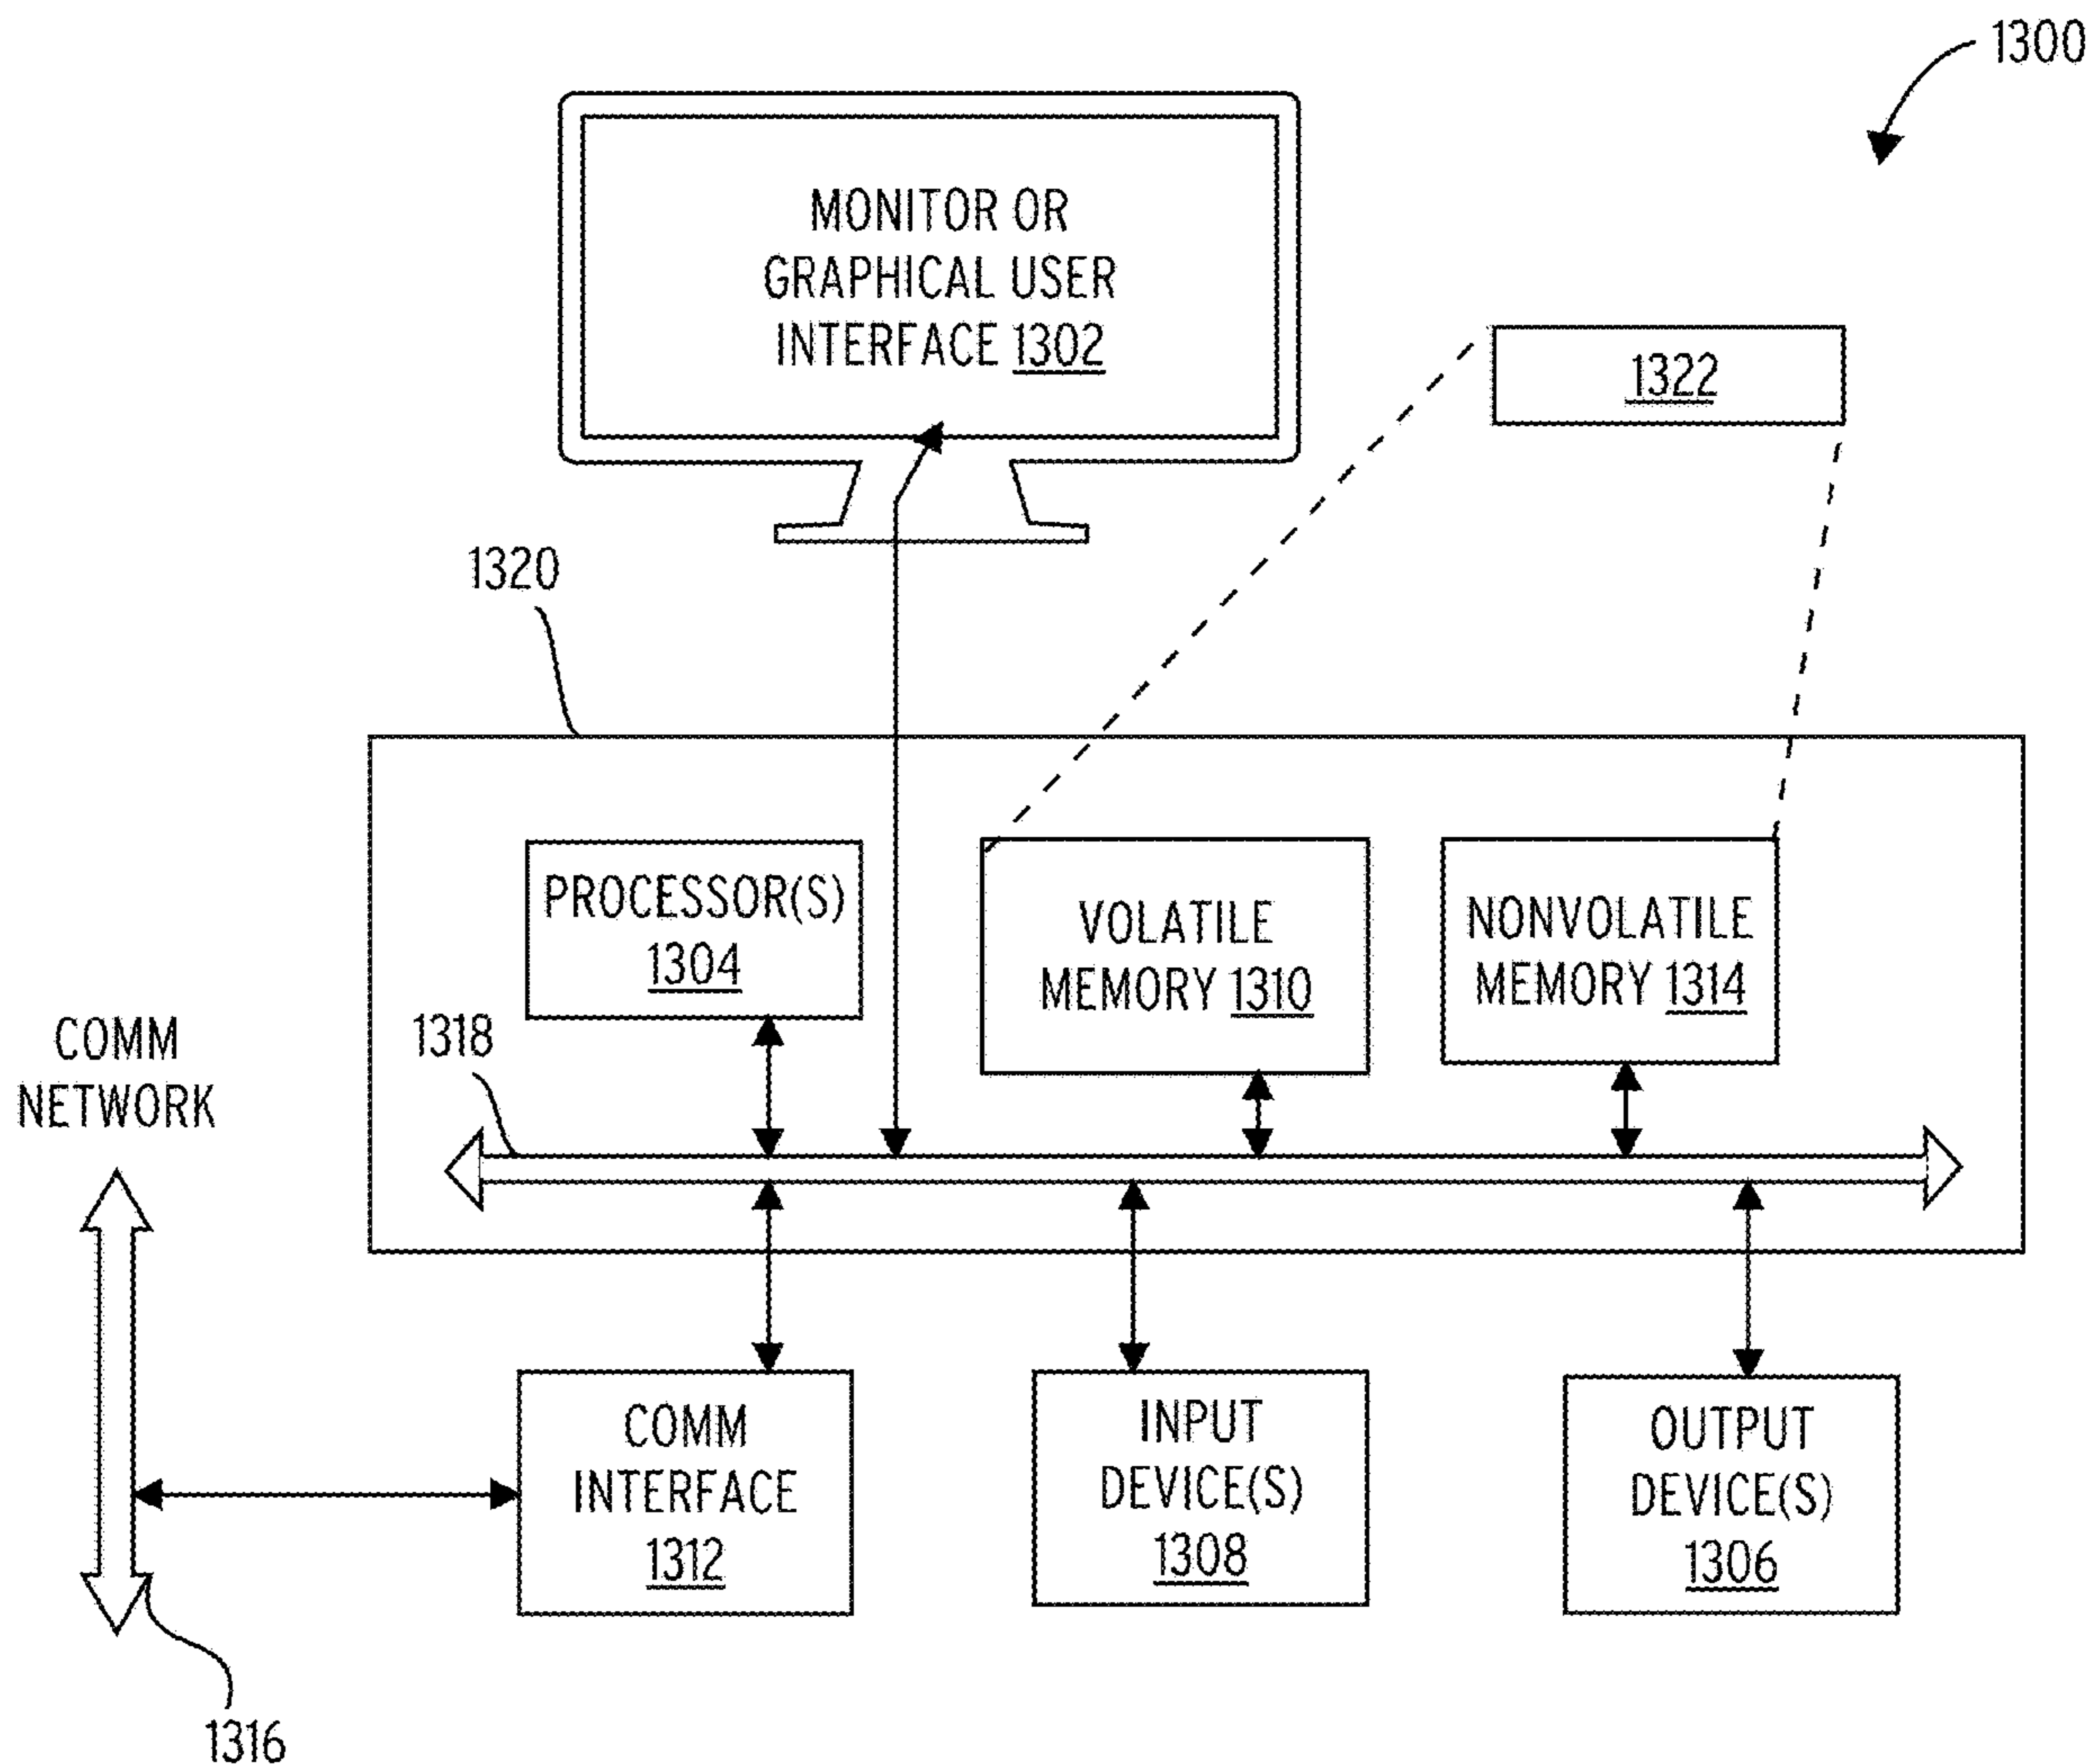 1300
MONITOR OR
GRAPHICAL USER
INTERFACE 1302
1322
1320
PROCESSOR(S)
1304
VOLATILE
MEMORY 1310
NONVOLATILE
MEMORY 1314
1318
COMM
NETWORK
COMM
INTERFACE
1312
INPUT
DEVICE(S)
1308
OUTPUT
DEVICE(S)
1306
1316